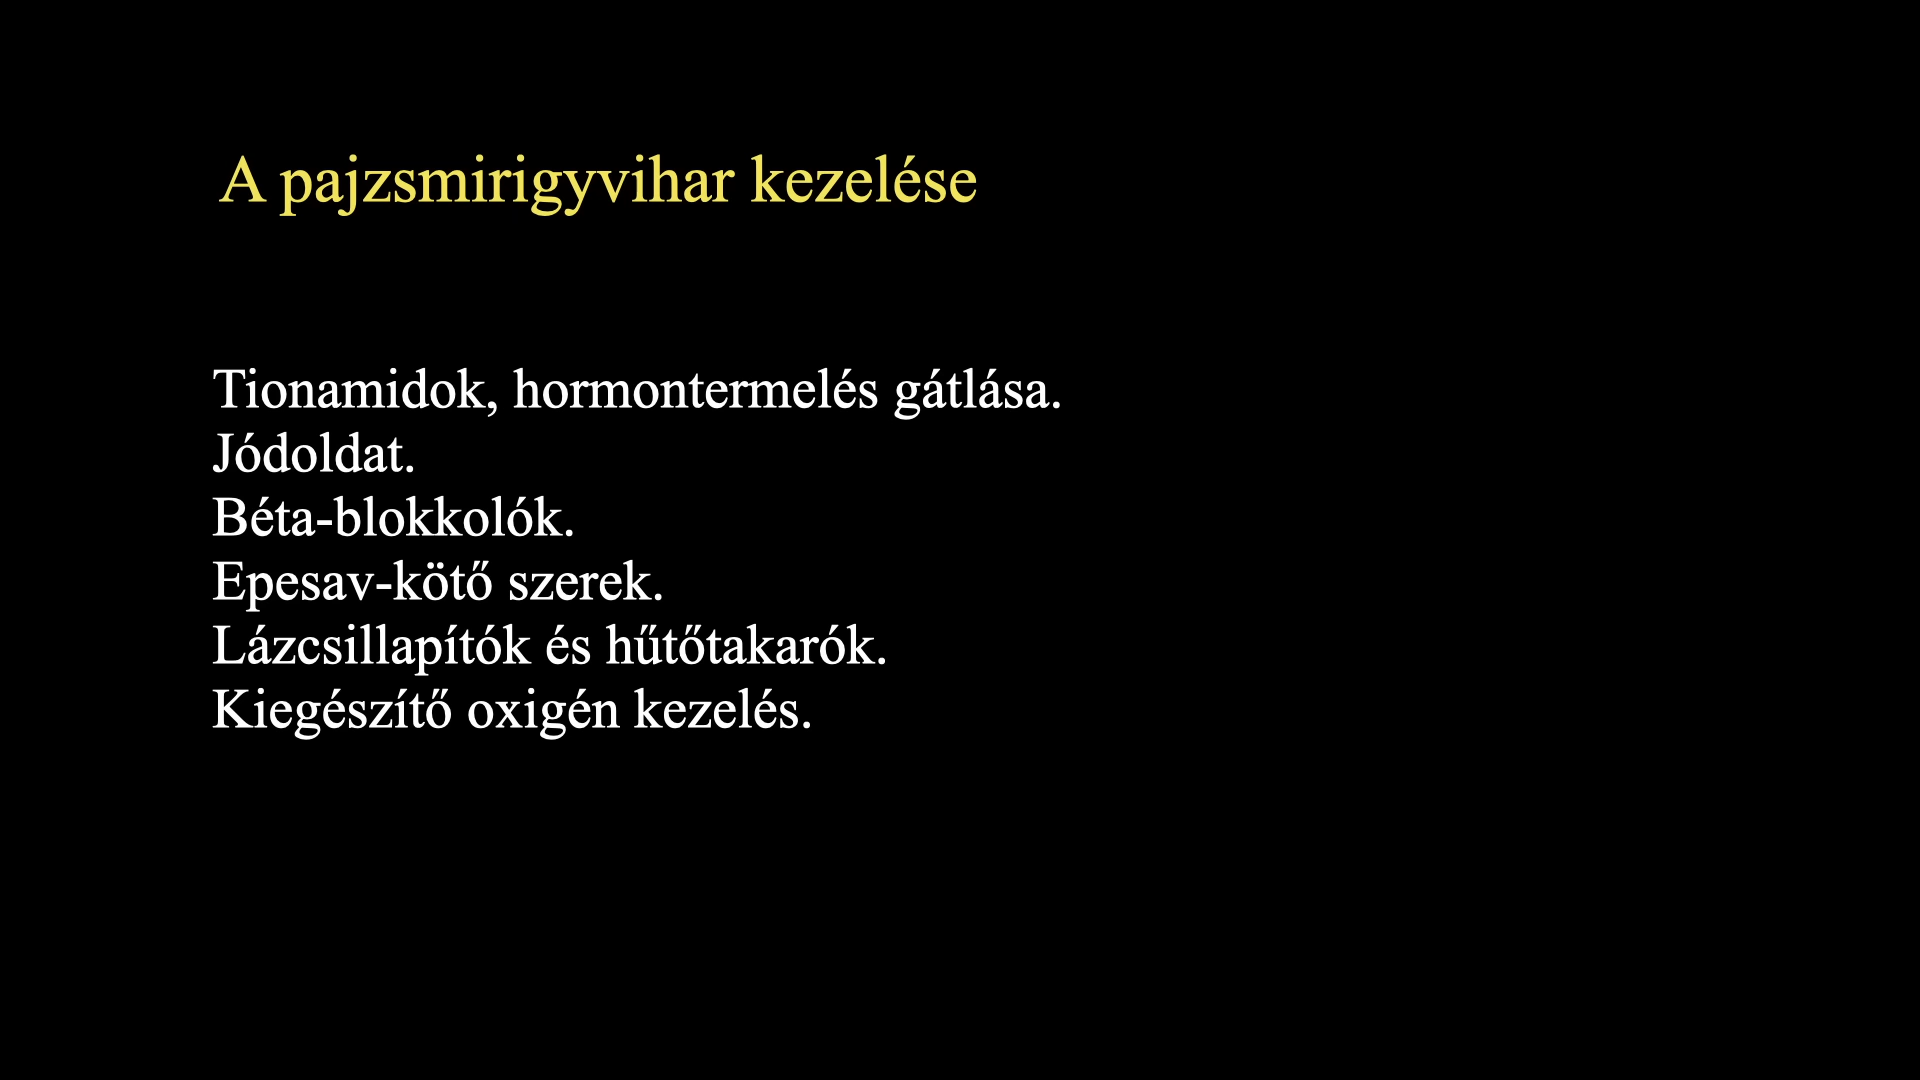 A pajzsmirigyvihar kezelése
Tionamidok, hormontermelés gátlása.
Jódoldat.
Béta-blokkolók.
Epesav-kötő szerek.
Lázcsillapítók és hűtőtakarók.
Kiegészítő oxigén kezelés.